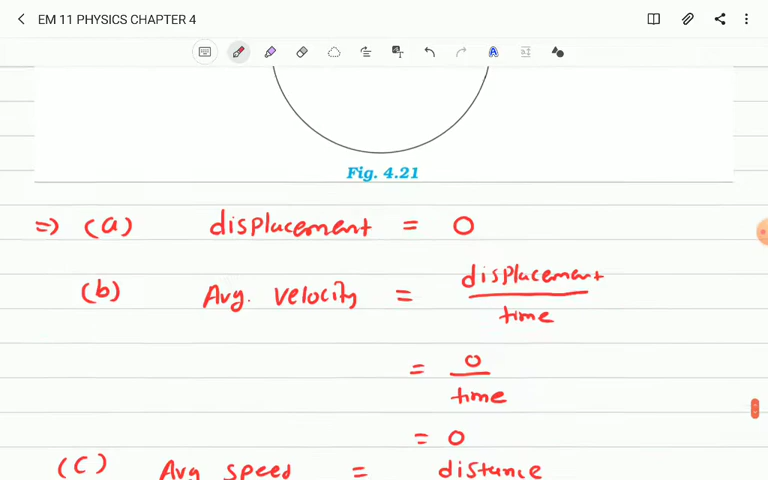 EM 11 PHYSICS CHAPTER 4
Fig. 4.21
=> (a) displacement = 0
(b) Avg. velocity = displacement
time
= 0
time
= 0
(c) Avg speed = distance